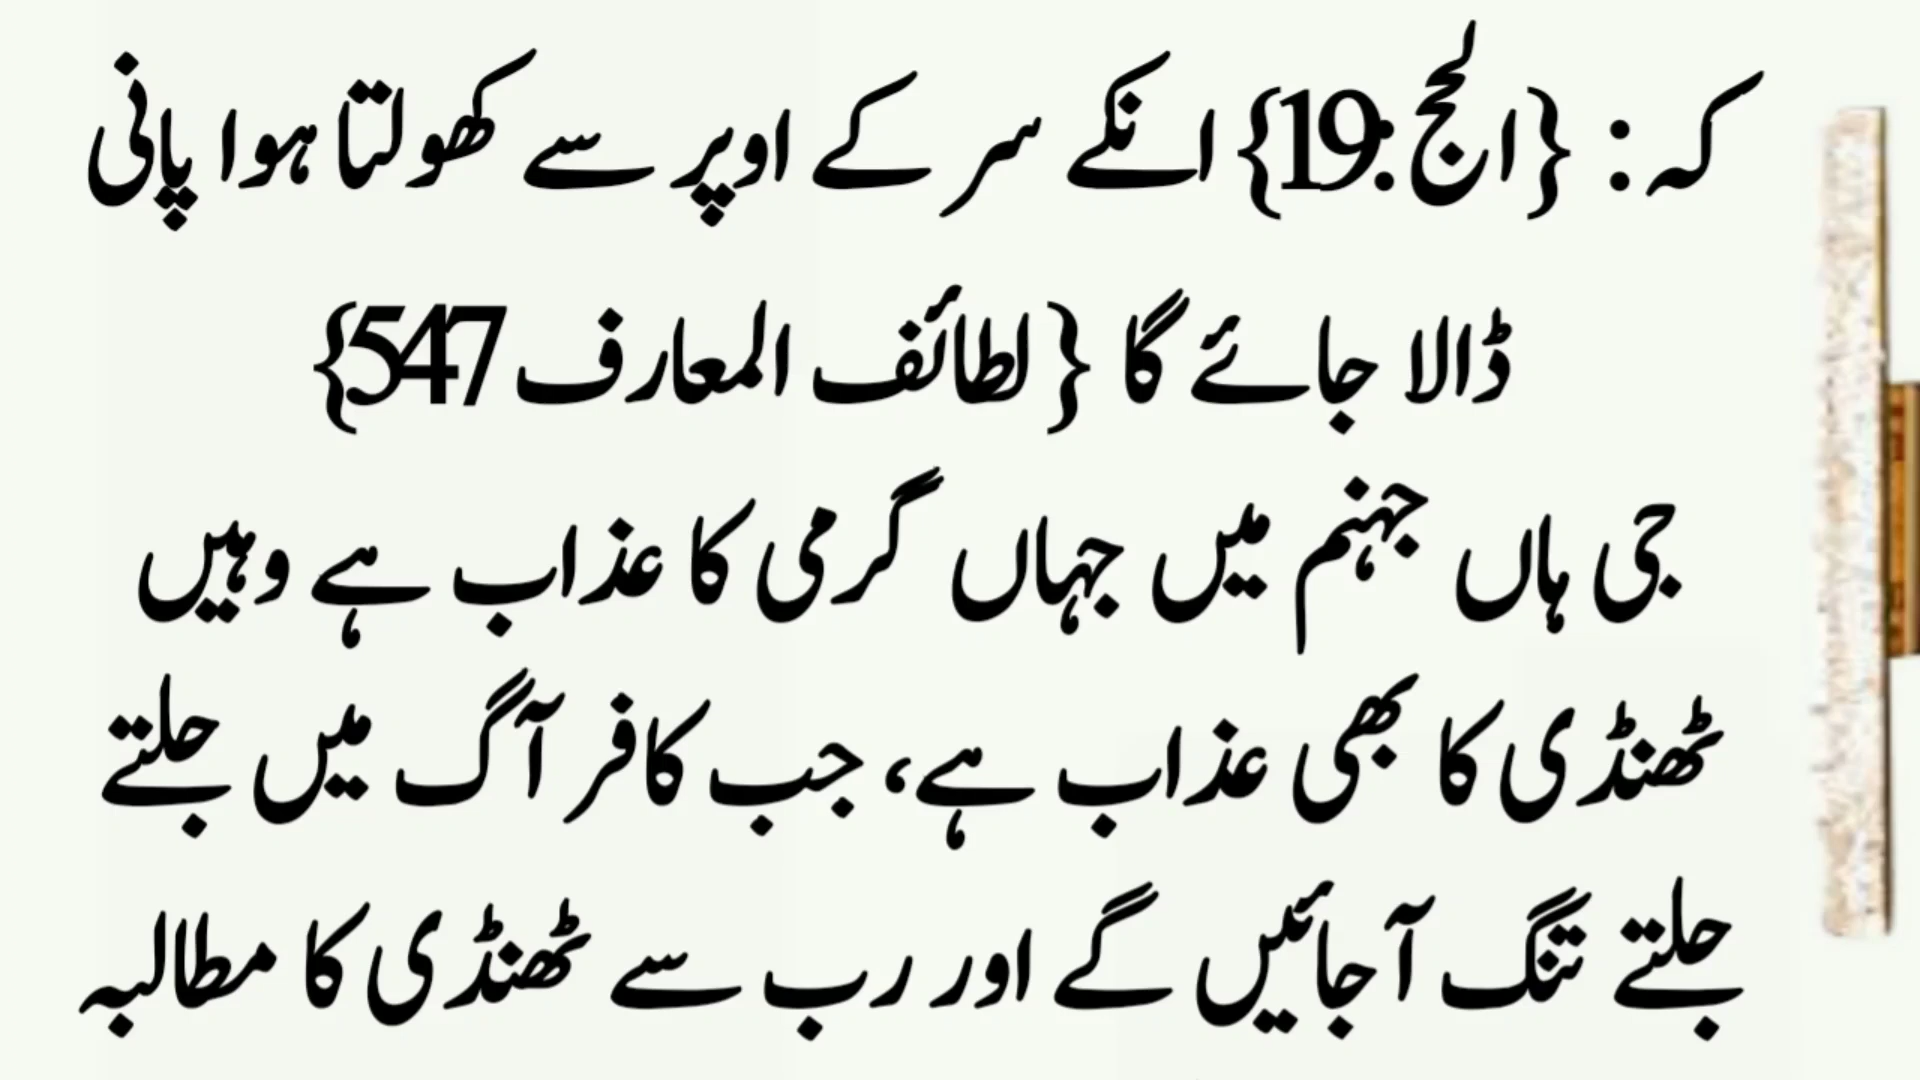 کہ : {الحج :19} انکے سر کے اوپر سے کھولتا ہوا پانی
ڈالا جائے گا {لطائف المعارف 547}
جی ہاں جہنم میں جہاں گرمی کا عذاب ہے وہیں
ٹھنڈی کا بھی عذاب ہے، جب کافر آگ میں جلتے
جلتے تنگ آجائیں گے اور رب سے ٹھنڈی کا مطالبہ